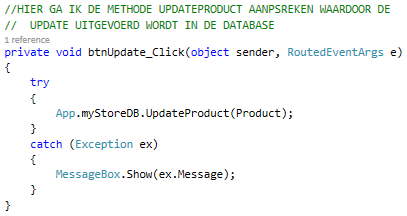 //HIER GA IK DE METHODE UPDATEPRODUCT AANPSREKEN WAARDOOR DE
//  UPDATE UITGEVOERD WORDT IN DE DATABASE
1 reference
private void btnUpdate_Click(object sender, RoutedEventArgs e)
{
    try
    {
        App.myStoreDB.UpdateProduct(Product);
    }
    catch (Exception ex)
    {
        MessageBox.Show(ex.Message);
    }
}